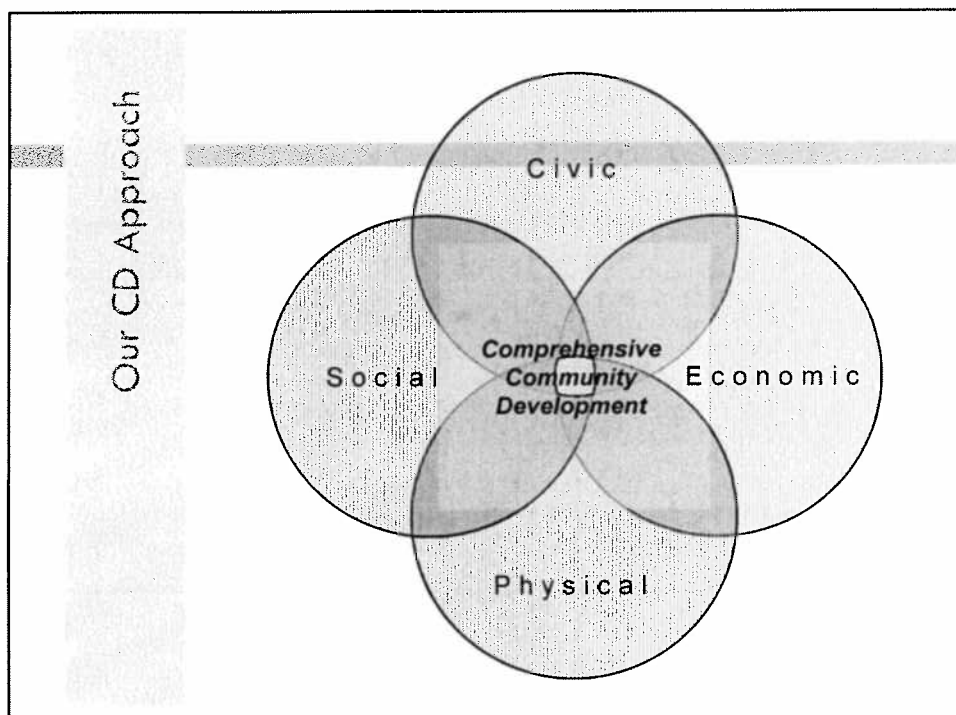 Our CD Approach
Civic
Social
Comprehensive
Community
Development
Economic
Physical